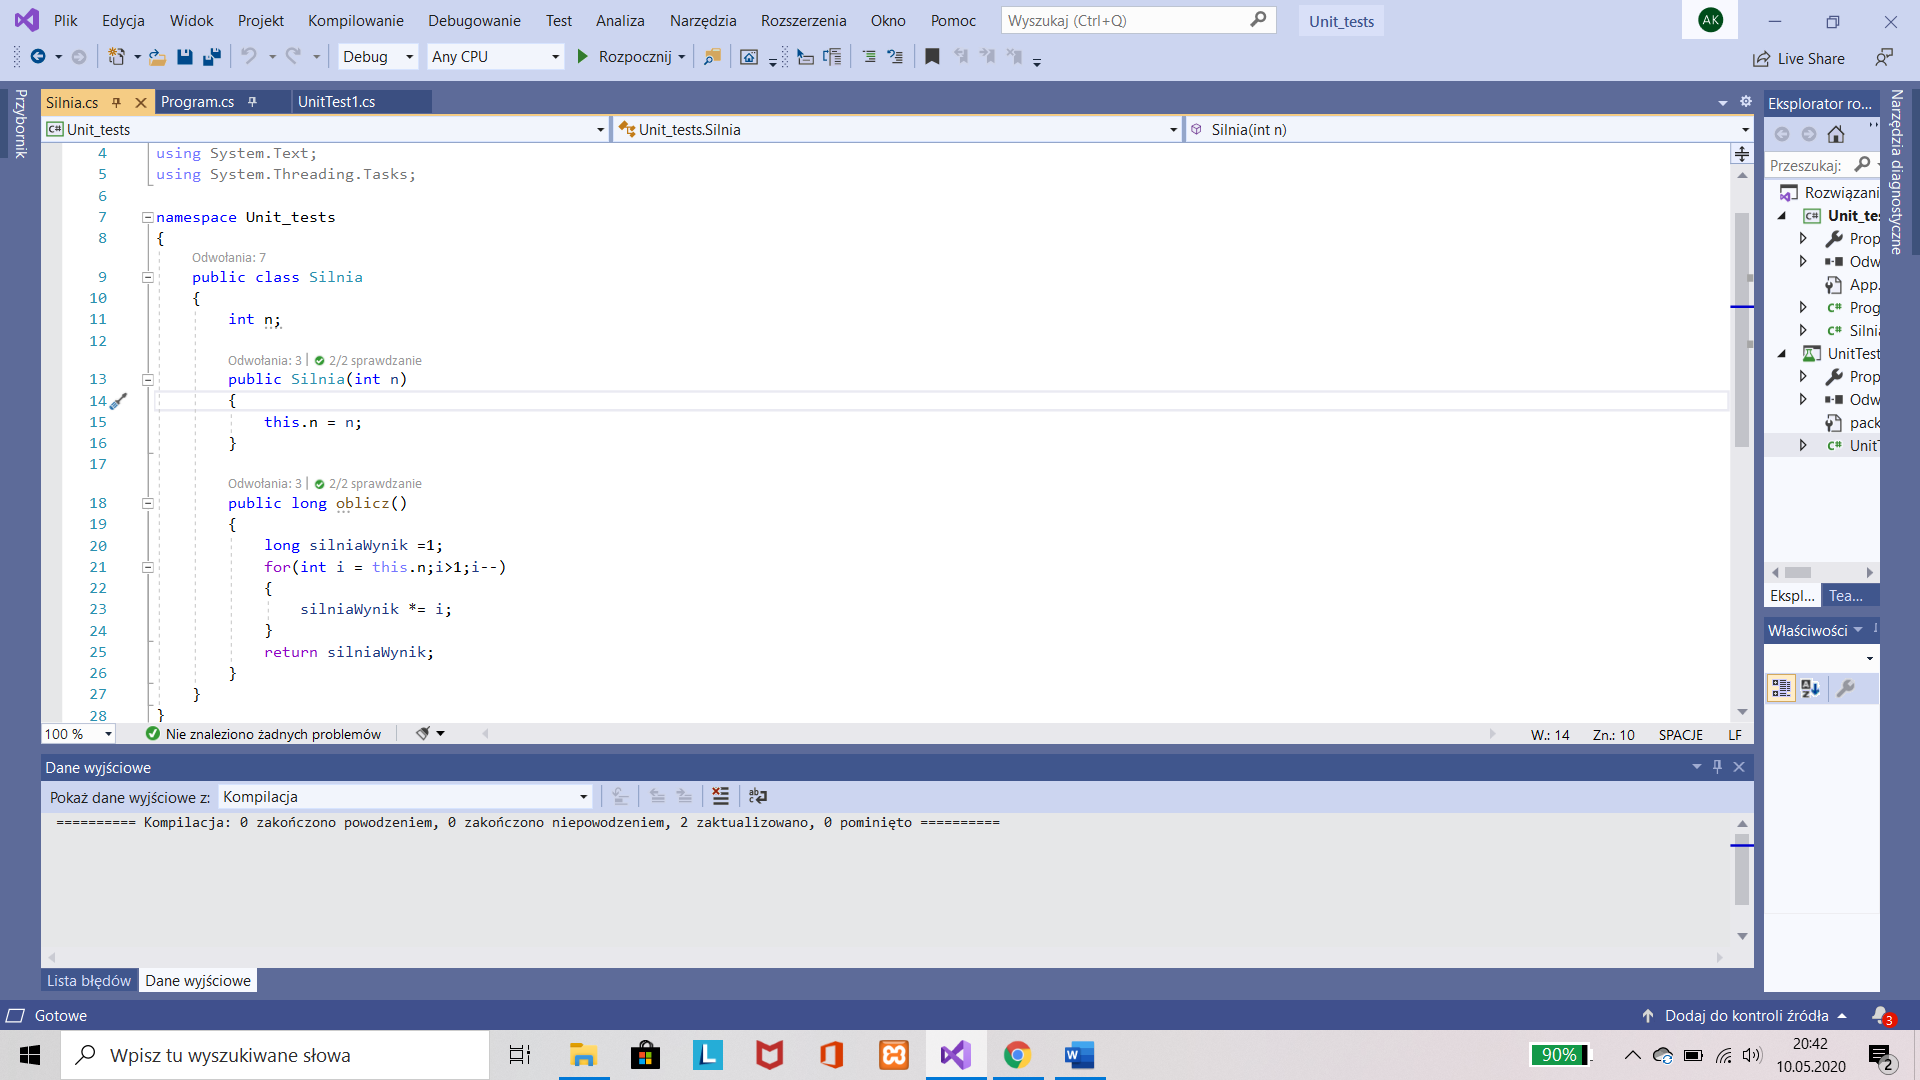 Plik Edycja Widok Projekt Kompilowanie Debugowanie Test Analiza Narzędzia Rozszerzenia Okno Pomoc Wyszukaj (Ctrl+Q) Unit_tests AK
Debug Any CPU Rozpocznij Live Share
Przybornik
Silnia.cs Program.cs UnitTest1.cs
Unit_tests Unit_tests.Silnia Silnia(int n)
4 using System.Text;
5 using System.Threading.Tasks;
6
7 namespace Unit_tests
8 {
Odwołania: 7
9 public class Silnia
10 {
11 int n;
12
Odwołania: 3 | 2/2 sprawdzanie
13 public Silnia(int n)
14 {
15 this.n = n;
16 }
17
Odwołania: 3 | 2/2 sprawdzanie
18 public long oblicz()
19 {
20 long silniaWynik =1;
21 for(int i = this.n;i>1;i--)
22 {
23 silniaWynik *= i;
24 }
25 return silniaWynik;
26 }
27 }
28 }
100 % Nie znaleziono żadnych problemów W.: 14 Zn.: 10 SPACJE LF
Dane wyjściowe
Pokaż dane wyjściowe z: Kompilacja
========== Kompilacja: 0 zakończono powodzeniem, 0 zakończono niepowodzeniem, 2 zaktualizowano, 0 pominięto ==========
Lista błędów Dane wyjściowe
Eksplorator ro...
Przeszukaj:
Rozwiązani
Unit_tes
Prop
Odw
App.
Prog
Silnia
UnitTest
Prop
Odw
pack
UnitT
Ekspl... Tea...
Właściwości
Narzędzia diagnostyczne
Gotowe Dodaj do kontroli źródła 3
Wpisz tu wyszukiwane słowa L W 90% 20:42
10.05.2020 2